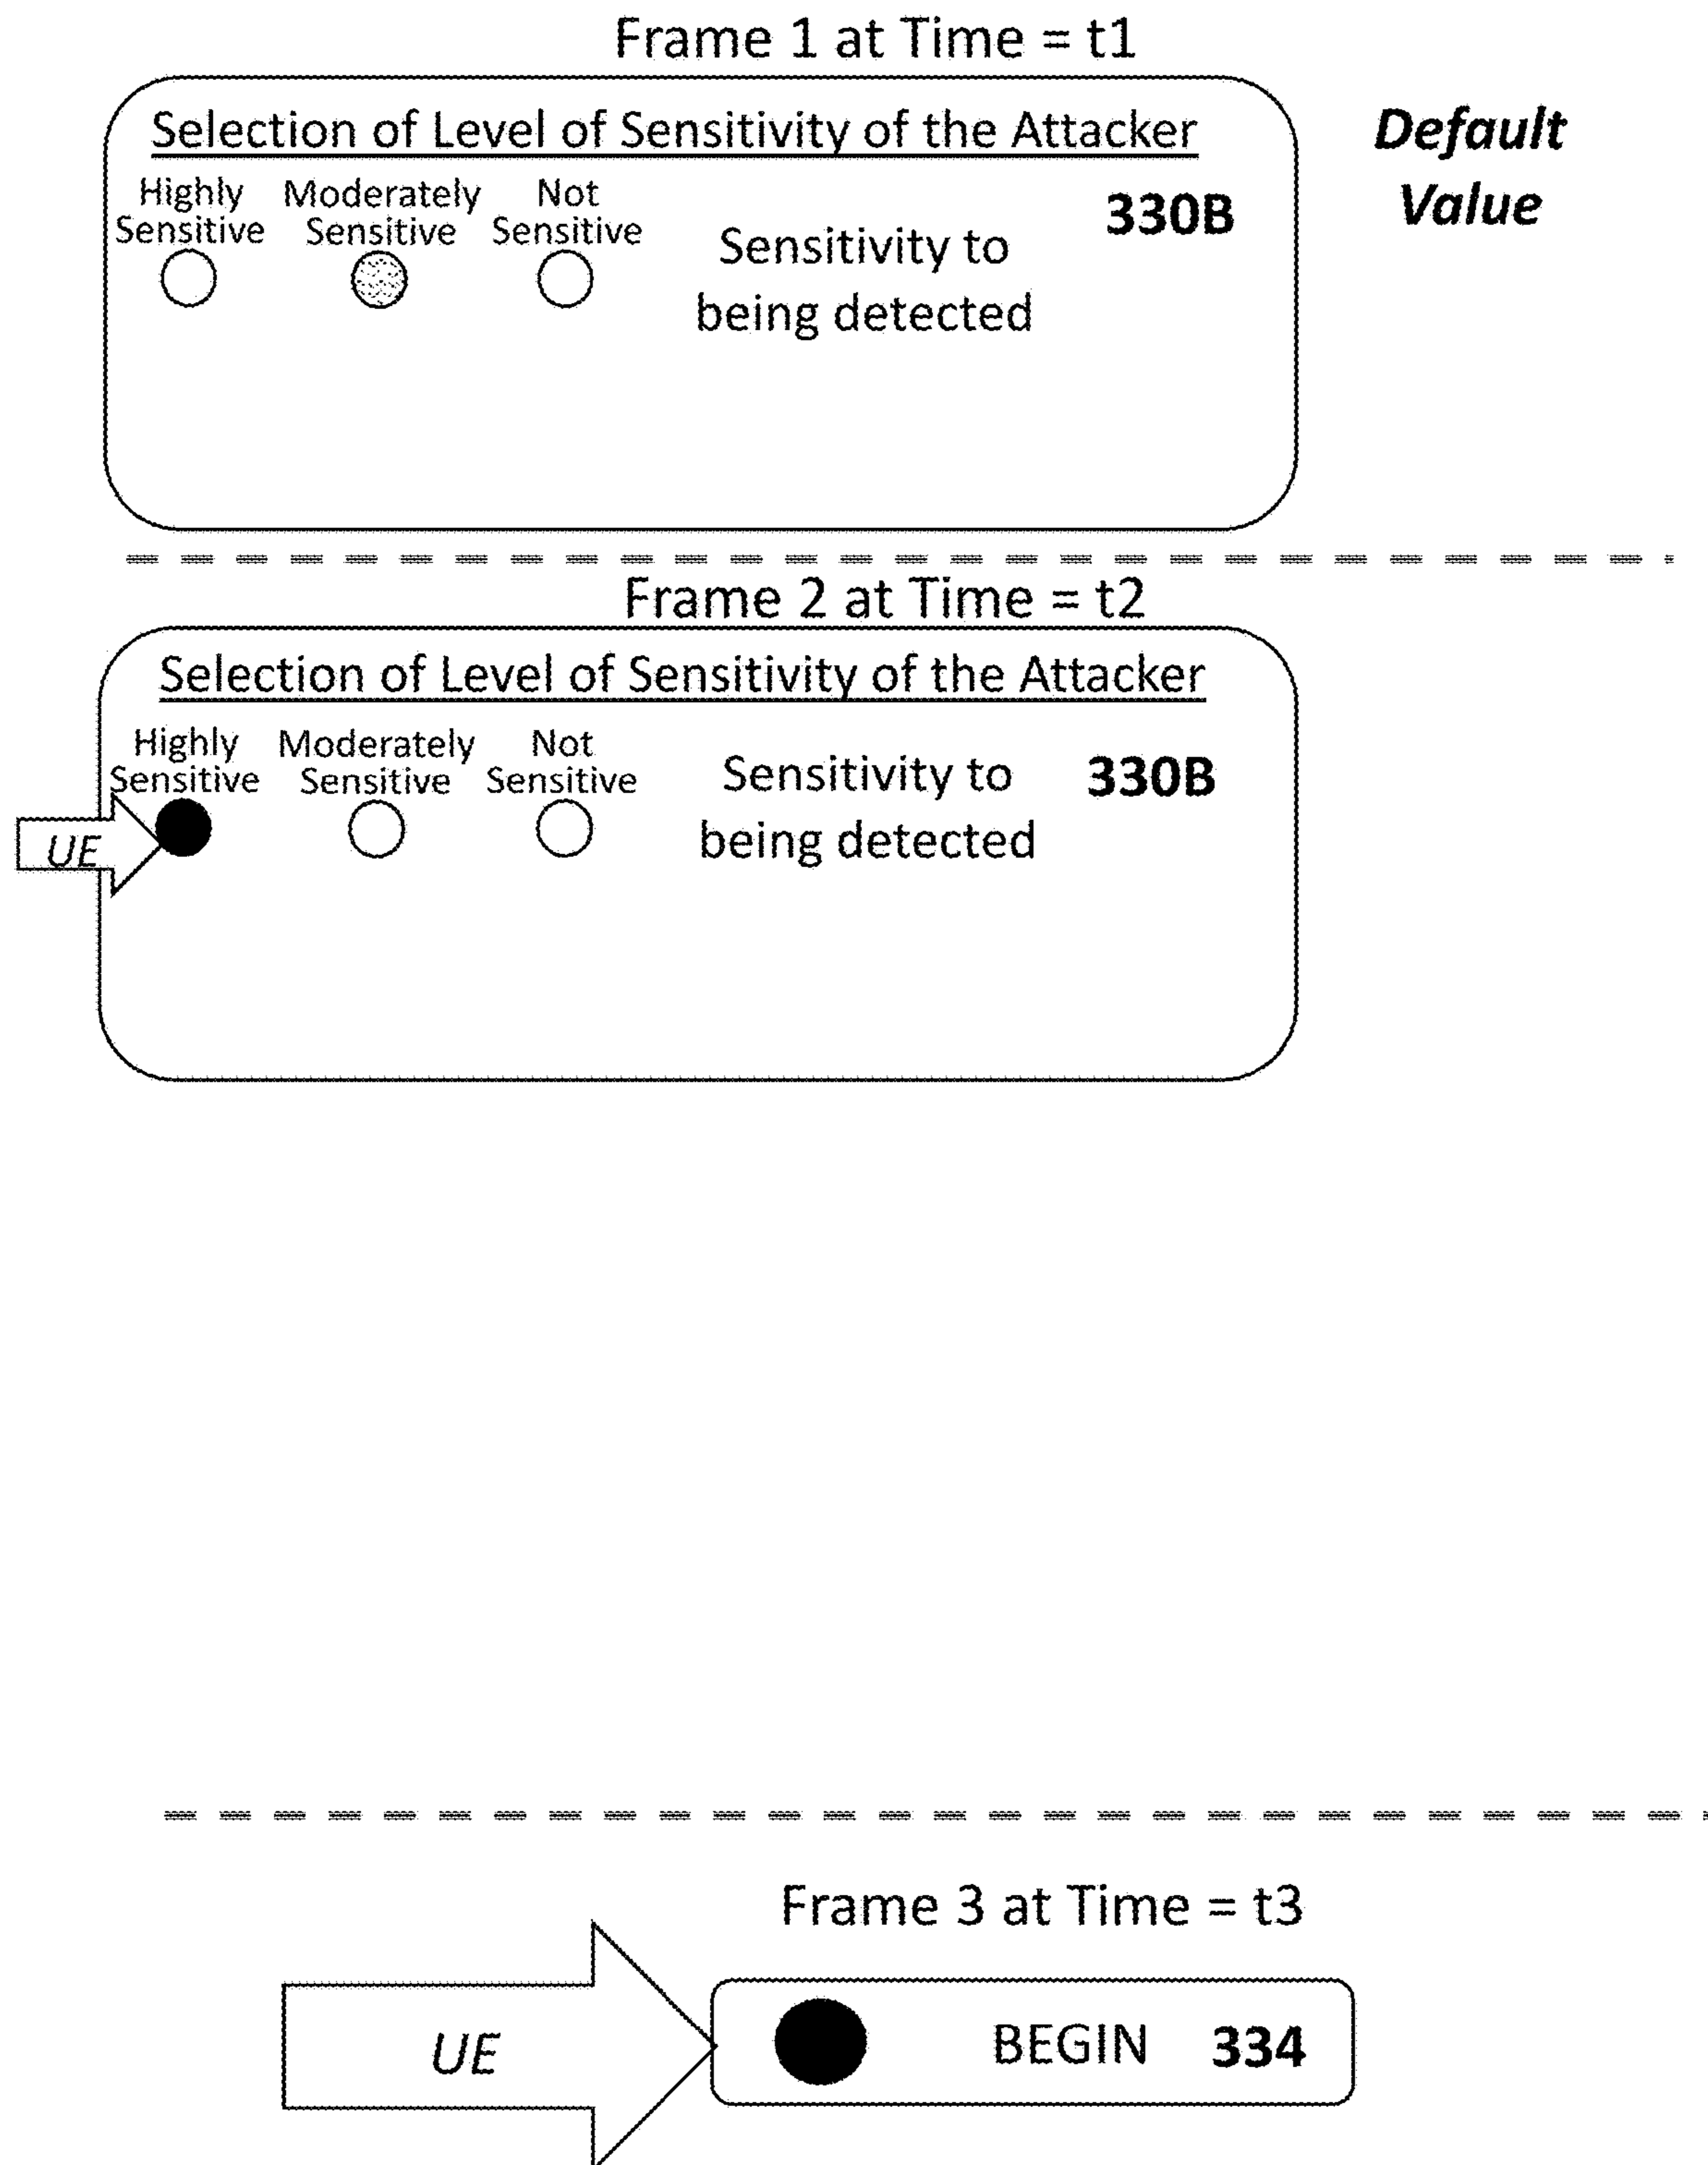 Frame 1 at Time = t1
Selection of Level of Sensitivity of the Attacker
Default
Value
Highly Moderately Not
Sensitive Sensitive Sensitive
330B
Sensitivity to
being detected
Frame 2 at Time = t2
Selection of Level of Sensitivity of the Attacker
Highly Moderately Not
Sensitive Sensitive Sensitive
Sensitivity to 330B
being detected
UE
Frame 3 at Time = t3
UE
BEGIN 334